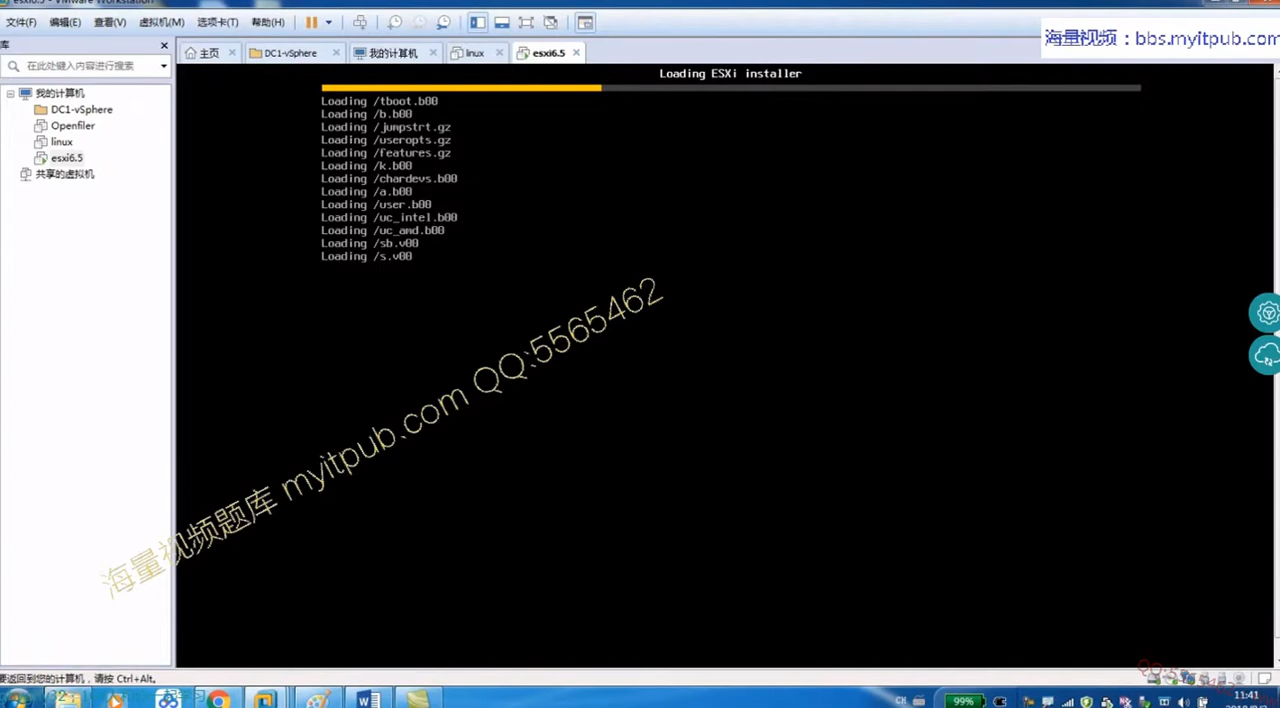 esxi6.5 - VMware Workstation
文件(F) 编辑(E) 查看(V) 虚拟机(M) 选项卡(T) 帮助(H)
海量视频：bbs.myitpub.com
库
主页 DC1-vSphere 我的计算机 linux esxi6.5
在此处键入内容进行搜索
我的计算机
DC1-vSphere
Openfiler
linux
esxi6.5
共享的虚拟机
Loading ESXi installer
Loading /tboot.b00
Loading /b.b00
Loading /jumpstrt.gz
Loading /useropts.gz
Loading /features.gz
Loading /k.b00
Loading /chardevs.b00
Loading /a.b00
Loading /user.b00
Loading /uc_intel.b00
Loading /uc_amd.b00
Loading /sb.v00
Loading /s.v00
海量视频题库 myitpub.com QQ:5565462
要返回到您的计算机，请按 Ctrl+Alt。
CH
99%
11:41